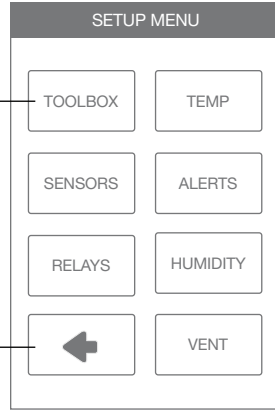 SETUP MENU
TOOLBOX TEMP
SENSORS ALERTS
RELAYS HUMIDITY
VENT